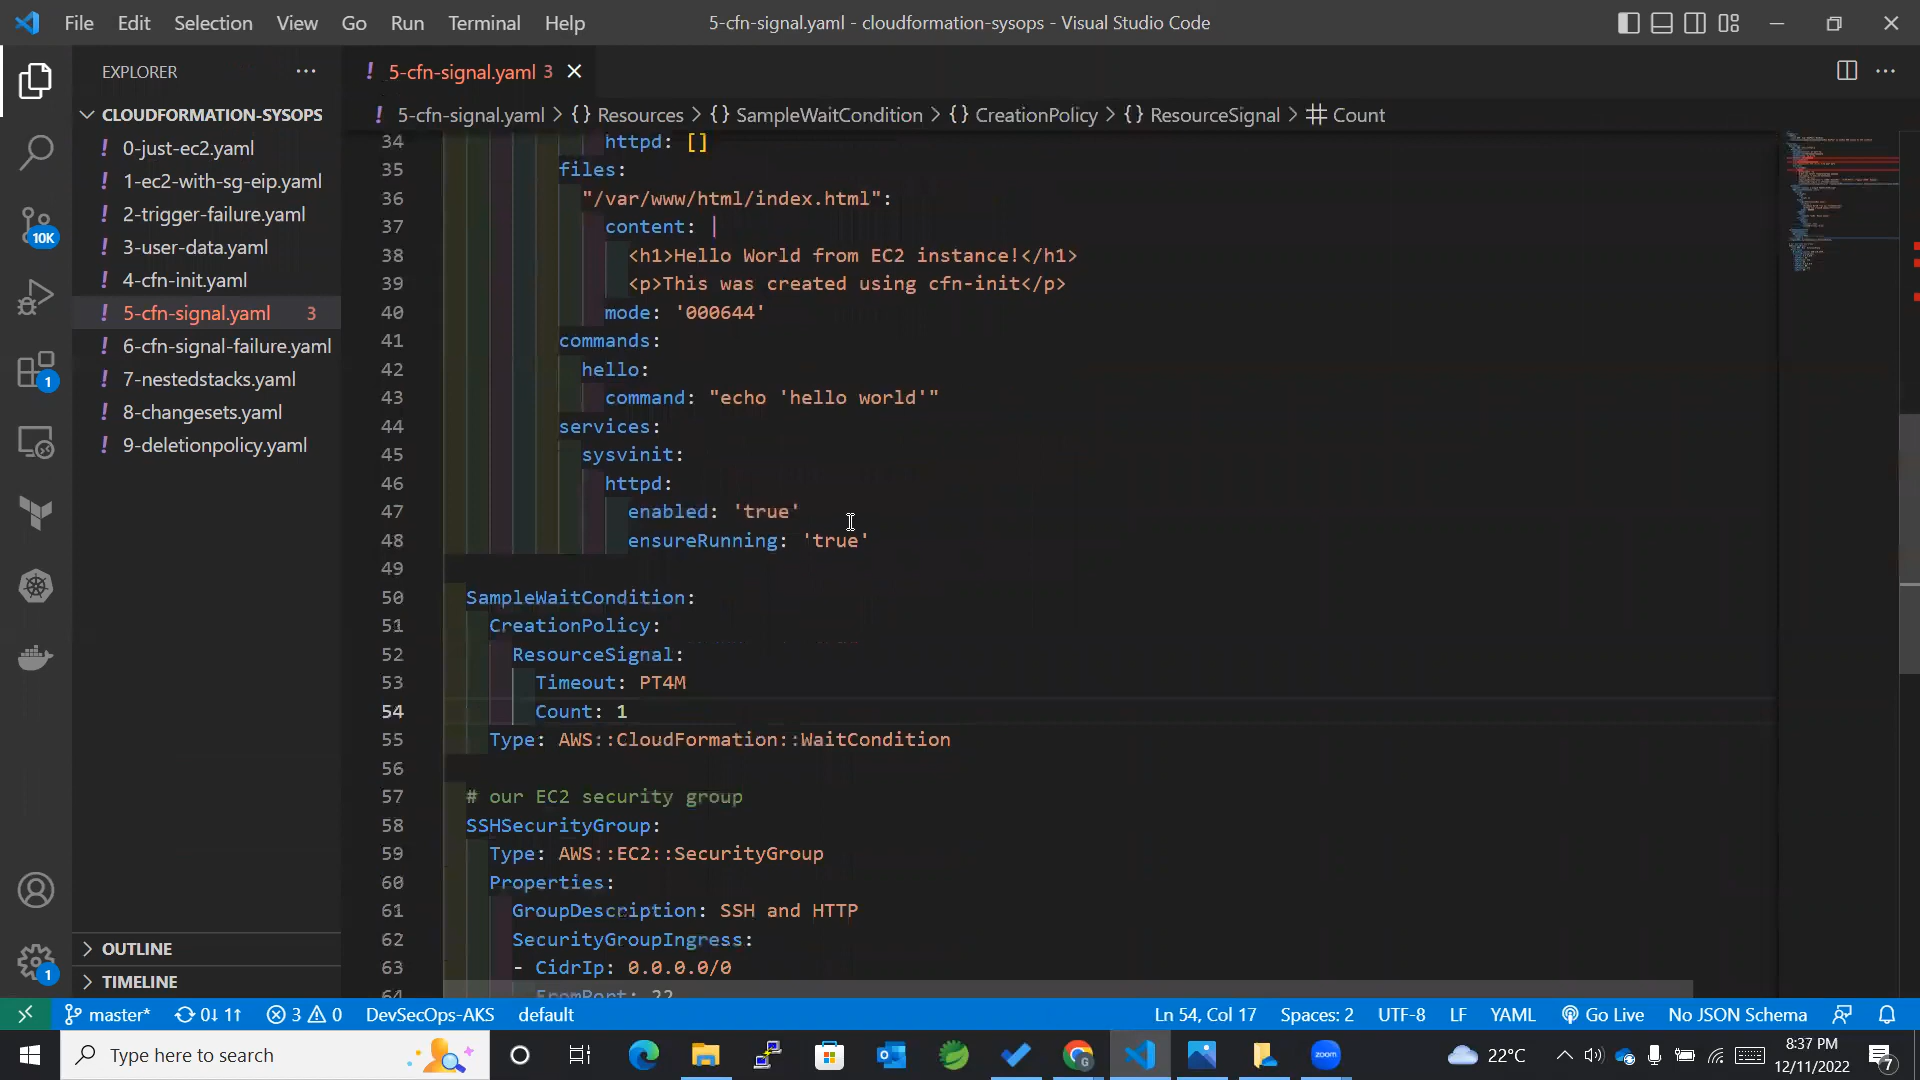 File Edit Selection View Go Run Terminal Help
5-cfn-signal.yaml - cloudformation-sysops - Visual Studio Code
EXPLORER
CLOUDFORMATION-SYSOPS
! 0-just-ec2.yaml
! 1-ec2-with-sg-eip.yaml
! 2-trigger-failure.yaml
! 3-user-data.yaml
! 4-cfn-init.yaml
! 5-cfn-signal.yaml 3
! 6-cfn-signal-failure.yaml
! 7-nestedstacks.yaml
! 8-changesets.yaml
! 9-deletionpolicy.yaml
OUTLINE
TIMELINE
10K
1
1
! 5-cfn-signal.yaml 3
! 5-cfn-signal.yaml > {} Resources > {} SampleWaitCondition > {} CreationPolicy > {} ResourceSignal > # Count
34 httpd: []
35 files:
36 "/var/www/html/index.html":
37 content: |
38 <h1>Hello World from EC2 instance!</h1>
39 <p>This was created using cfn-init</p>
40 mode: '000644'
41 commands:
42 hello:
43 command: "echo 'hello world'"
44 services:
45 sysvinit:
46 httpd:
47 enabled: 'true'
48 ensureRunning: 'true'
49
50 SampleWaitCondition:
51 CreationPolicy:
52 ResourceSignal:
53 Timeout: PT4M
54 Count: 1
55 Type: AWS::CloudFormation::WaitCondition
56
57 # our EC2 security group
58 SSHSecurityGroup:
59 Type: AWS::EC2::SecurityGroup
60 Properties:
61 GroupDescription: SSH and HTTP
62 SecurityGroupIngress:
63 - CidrIp: 0.0.0.0/0
64 FromPort: 22
master* 0↓ 1↑ 3 0 DevSecOps-AKS default
Ln 54, Col 17 Spaces: 2 UTF-8 LF YAML Go Live No JSON Schema
Type here to search
zoom
22°C
8:37 PM
12/11/2022
7